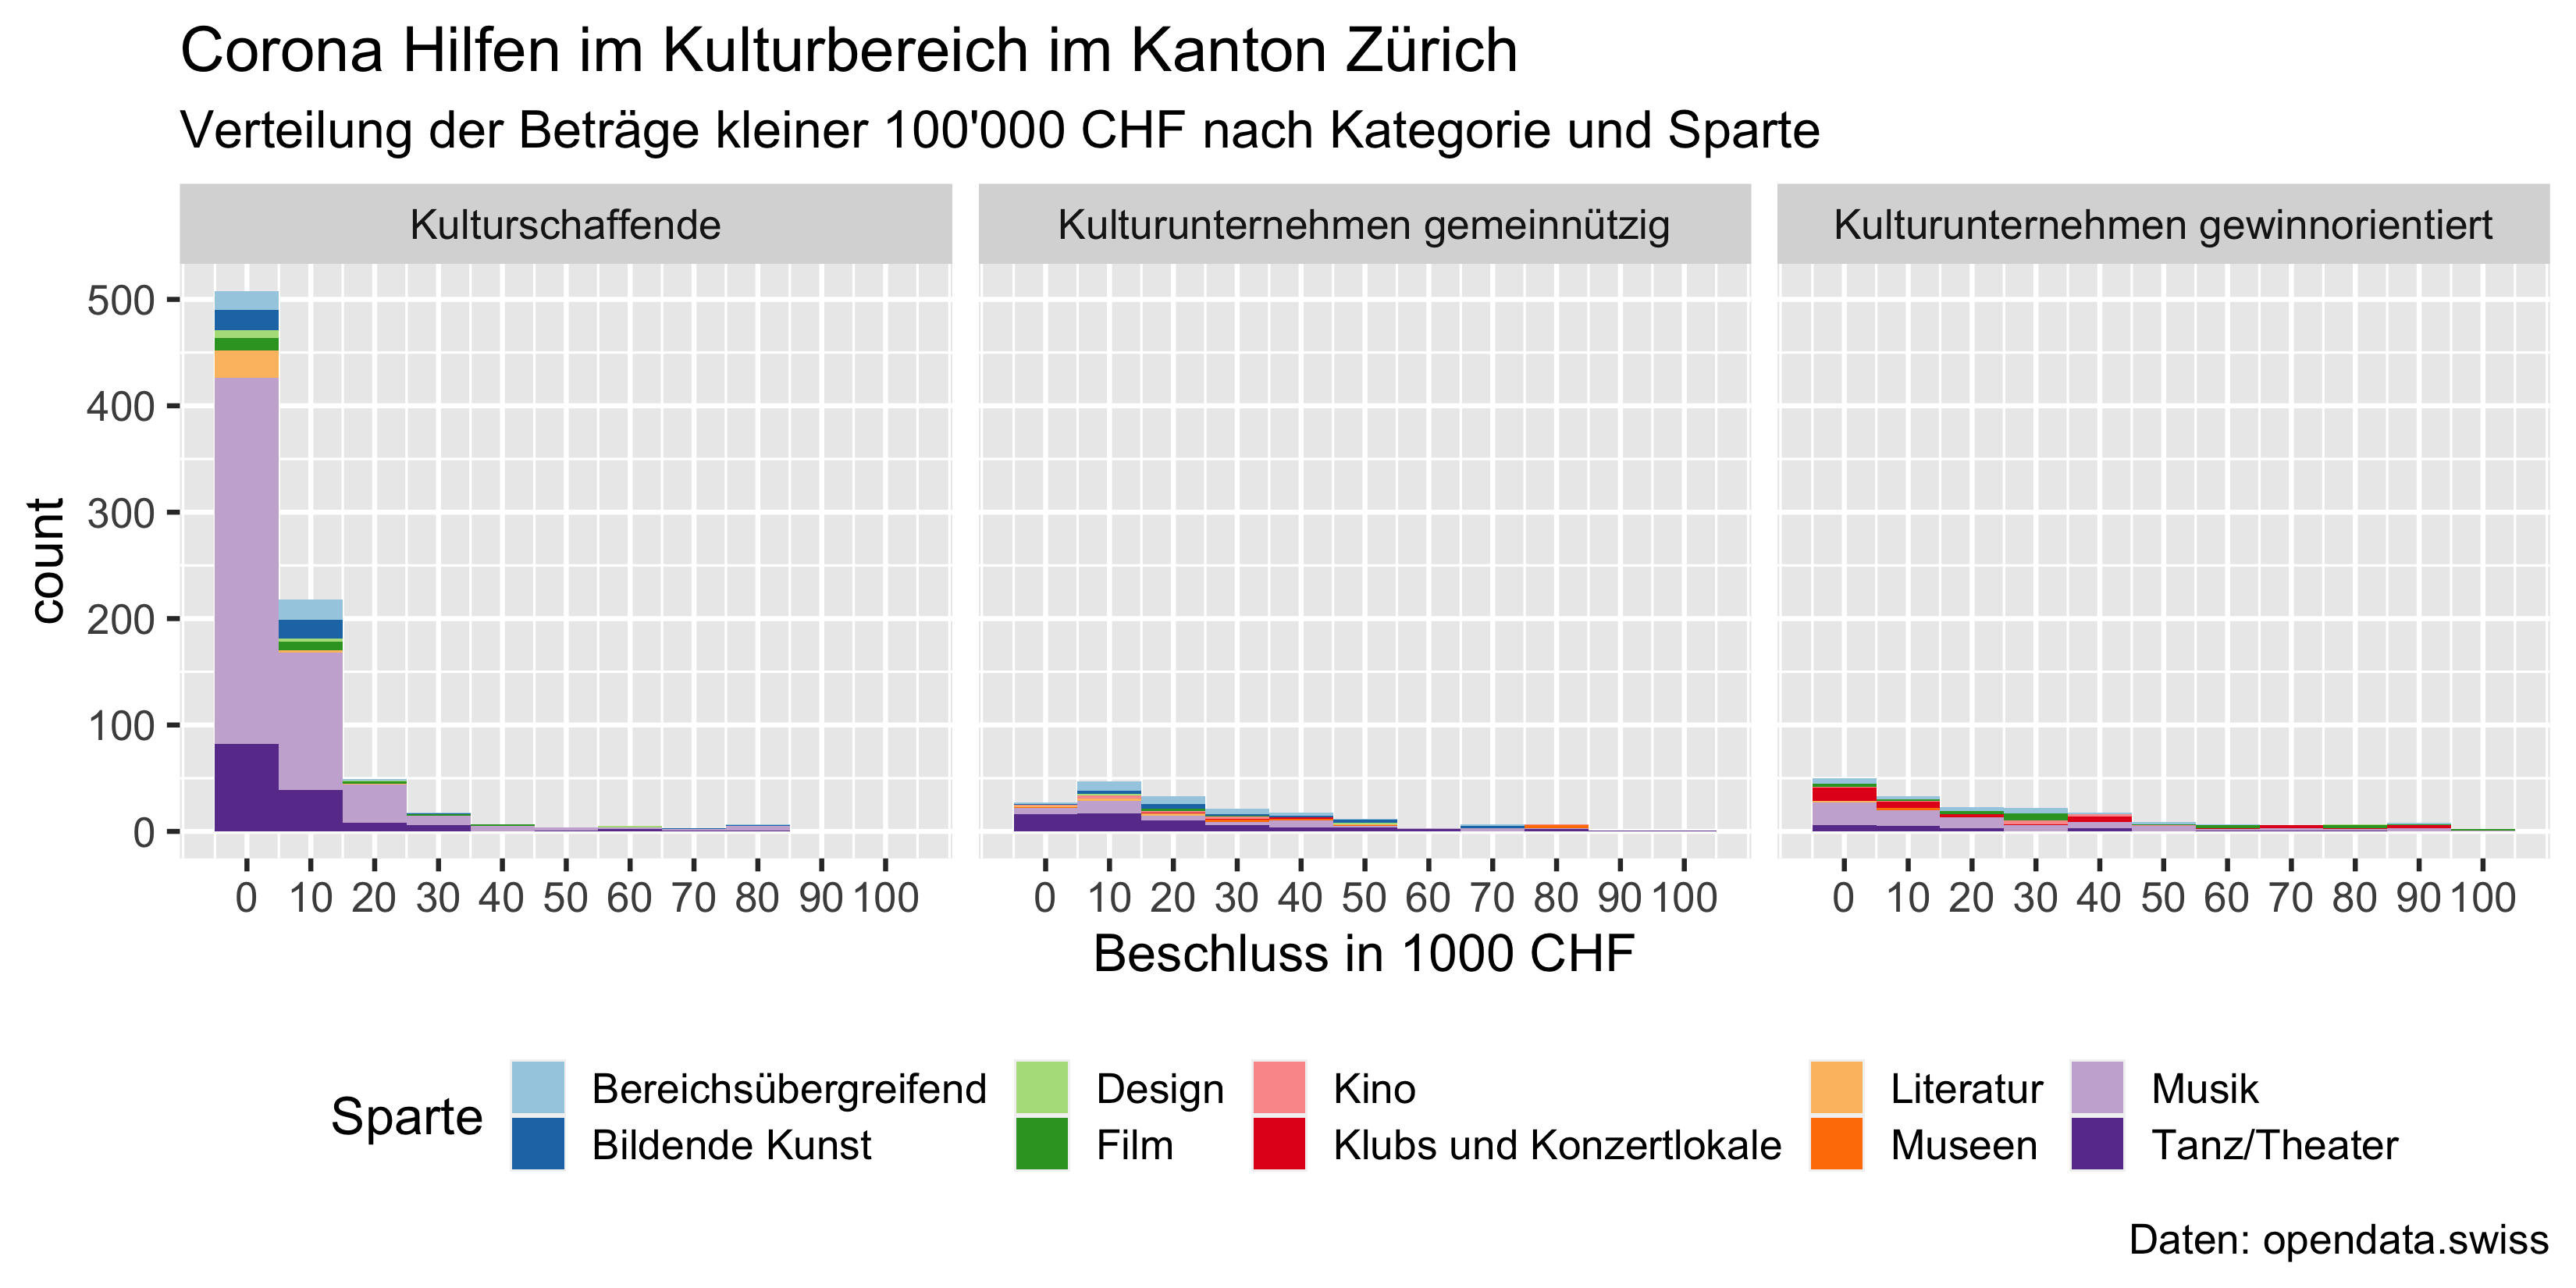 Corona Hilfen im Kulturbereich im Kanton Zürich
Verteilung der Beträge kleiner 100'000 CHF nach Kategorie und Sparte
Kulturschaffende
Kulturunternehmen gemeinnützig
Kulturunternehmen gewinnorientiert
count
500
400
300
200
100
0
0 10 20 30 40 50 60 70 80 90 100
0 10 20 30 40 50 60 70 80 90 100
0 10 20 30 40 50 60 70 80 90 100
Beschluss in 1000 CHF
Sparte
Bereichsübergreifend
Bildende Kunst
Design
Film
Kino
Klubs und Konzertlokale
Literatur
Museen
Musik
Tanz/Theater
Daten: opendata.swiss